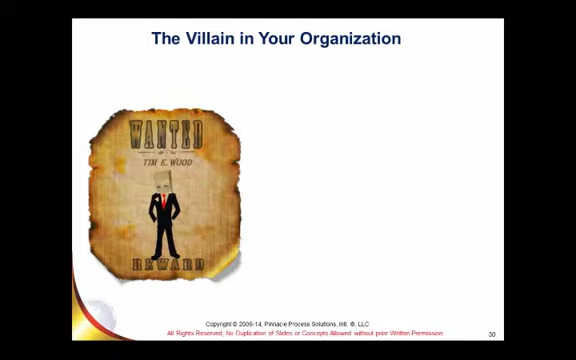 The Villain in Your Organization
WANTED
TIM E. WOOD
REWARD
Copyright © 2009-14, Pinnacle Process Solutions, Intl. ®, LLC
All Rights Reserved, No Duplication of Slides or Concepts Allowed without prior Written Permission.
30